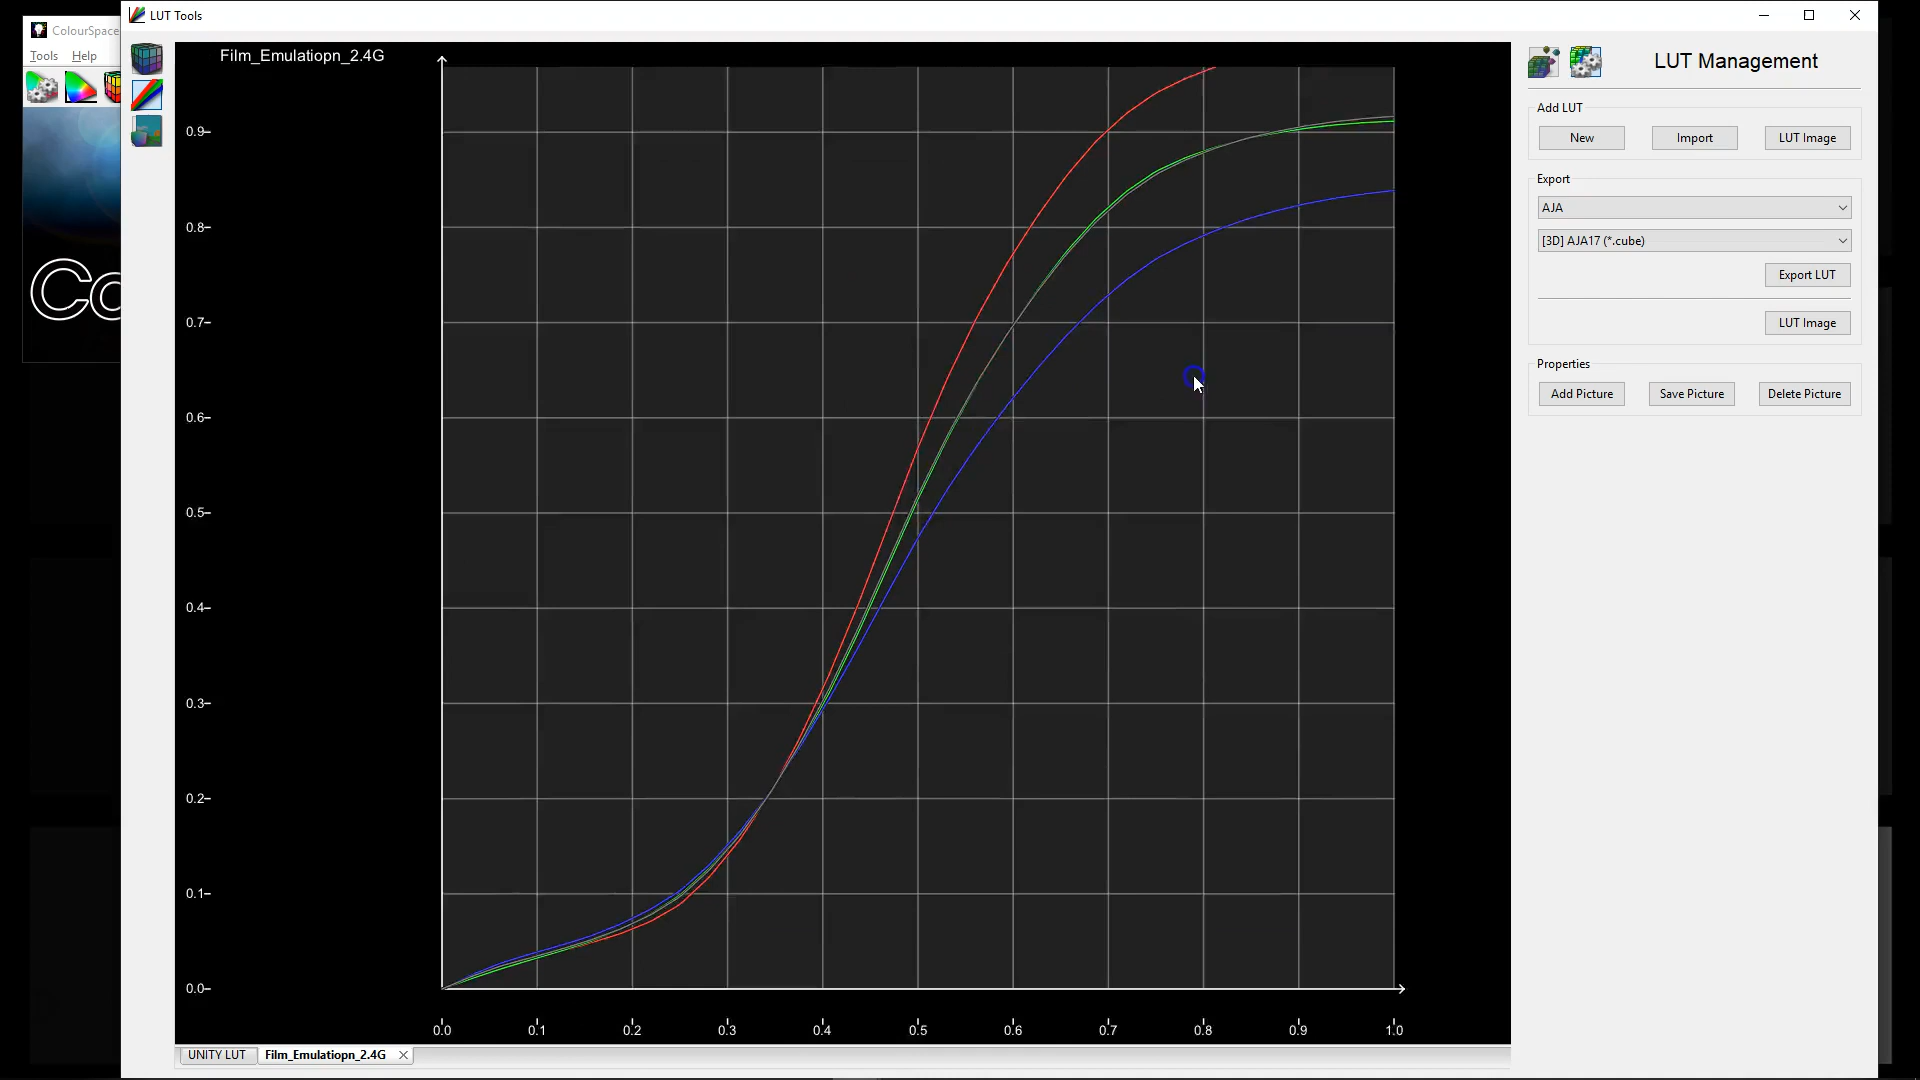 LUT Tools
ColourSpace
Tools Help
Co
Film_Emulatiopn_2.4G
0.9
0.8
0.7
0.6
0.5
0.4
0.3
0.2
0.1
0.0
0.0 0.1 0.2 0.3 0.4 0.5 0.6 0.7 0.8 0.9 1.0
UNITY LUT Film_Emulatiopn_2.4G
LUT Management
Add LUT
New Import LUT Image
Export
AJA
[3D] AJA17 (*.cube)
Export LUT
LUT Image
Properties
Add Picture Save Picture Delete Picture